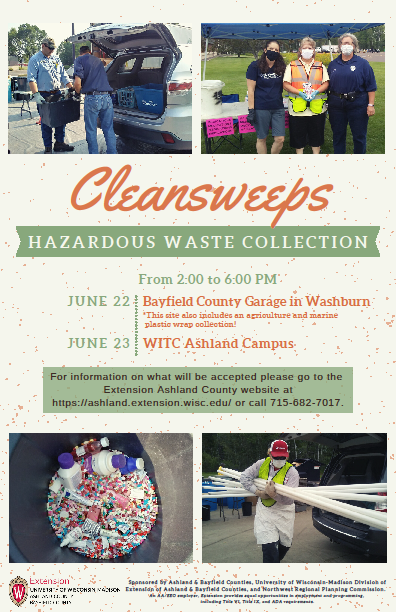 Cleansweeps
HAZARDOUS WASTE COLLECTION
From 2:00 to 6:00 PM
JUNE 22
Bayfield County Garage in Washburn
*This site also includes an agriculture and marine
plastic wrap collection!
JUNE 23
WITC Ashland Campus
For information on what will be accepted please go to the
Extension Ashland County website at
https://ashland.extension.wisc.edu/ or call 715-682-7017.
Extension
UNIVERSITY OF WISCONSIN-MADISON
ASHLAND COUNTY
BAYFIELD COUNTY
Sponsored by Ashland & Bayfield Counties, University of Wisconsin-Madison Division of
Extension of Ashland & Bayfield Counties, and Northwest Regional Planning Commission.
An AA/EEO employer, Extension provides equal opportunities in employment and programming,
including Title VI, Title IX, and ADA requirements